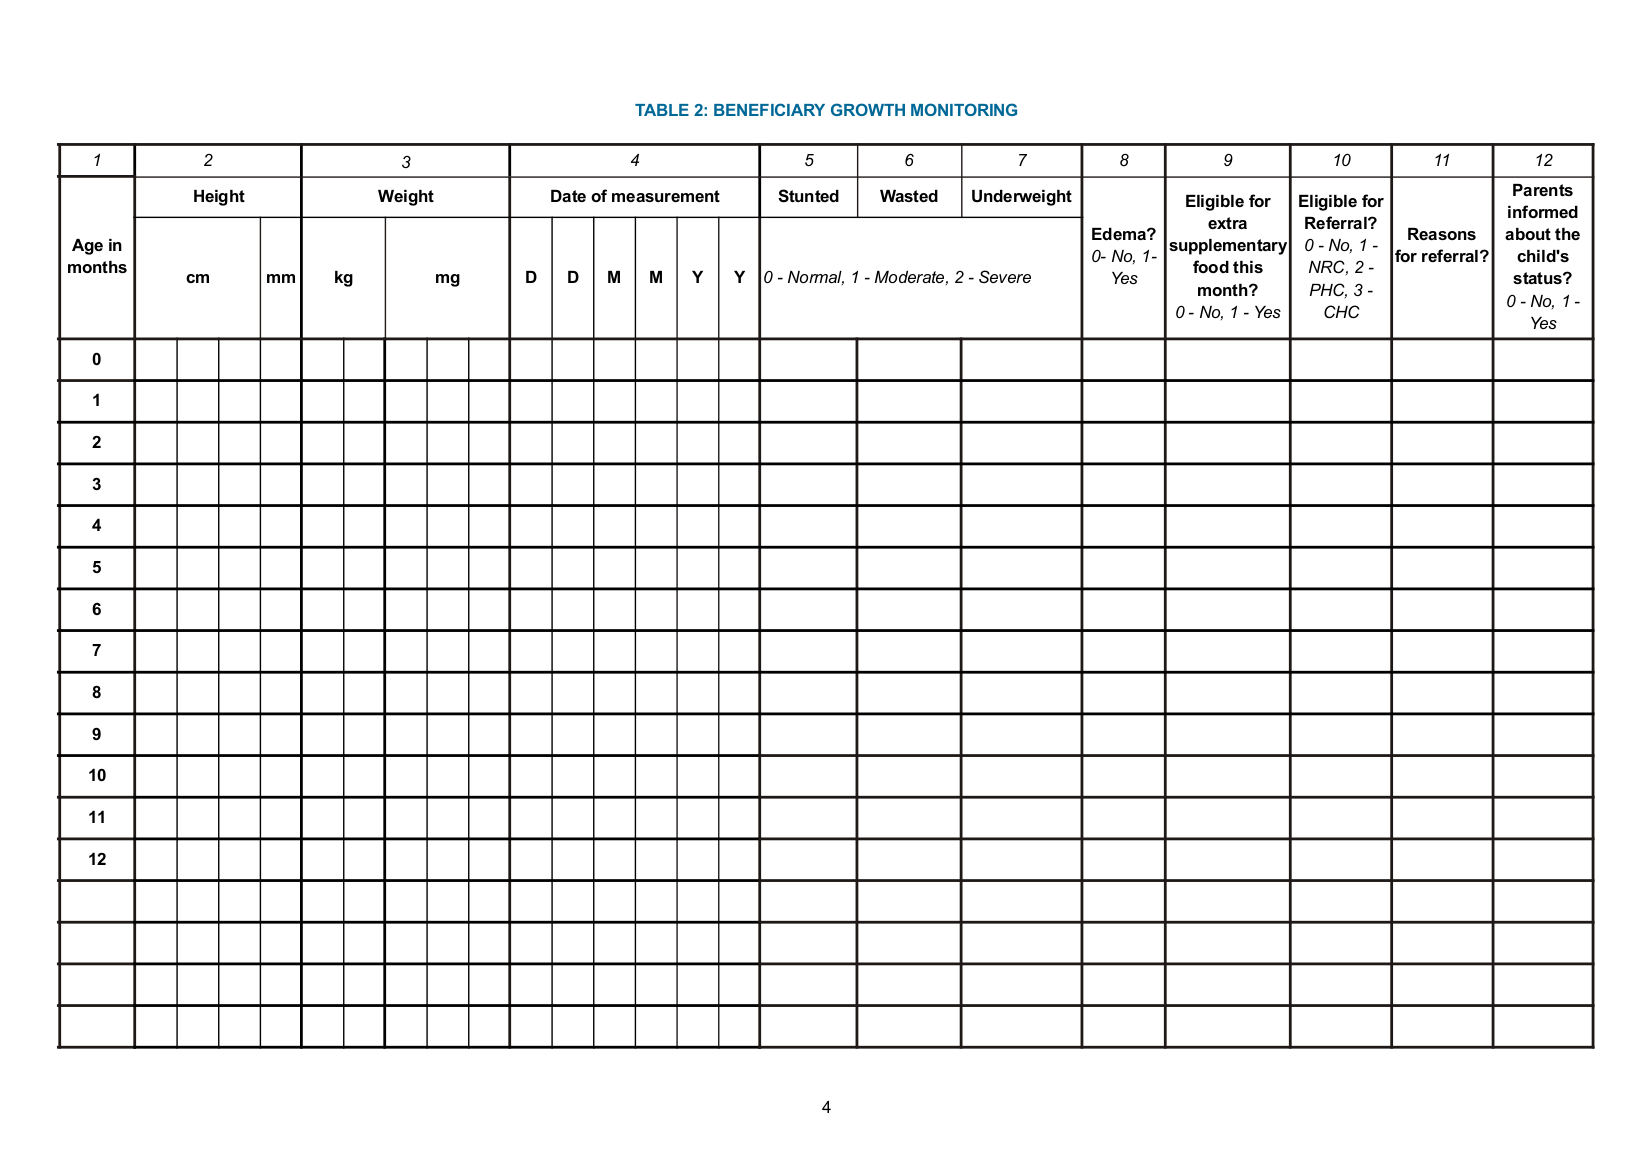 TABLE 2: BENEFICIARY GROWTH MONITORING
1 2 3 4 5 6 7 8 9 10 11 12
Age in
months
Height
cm mm
Weight
kg mg
Date of measurement
D D M M Y Y
Stunted Wasted Underweight
0 - Normal, 1 - Moderate, 2 - Severe
Edema?
0- No, 1-
Yes
Eligible for
extra
supplementary
food this
month?
0 - No, 1 - Yes
Eligible for
Referral?
0 - No, 1 -
NRC, 2 -
PHC, 3 -
CHC
Reasons
for referral?
Parents
informed
about the
child's
status?
0 - No, 1 -
Yes
0
1
2
3
4
5
6
7
8
9
10
11
12
4